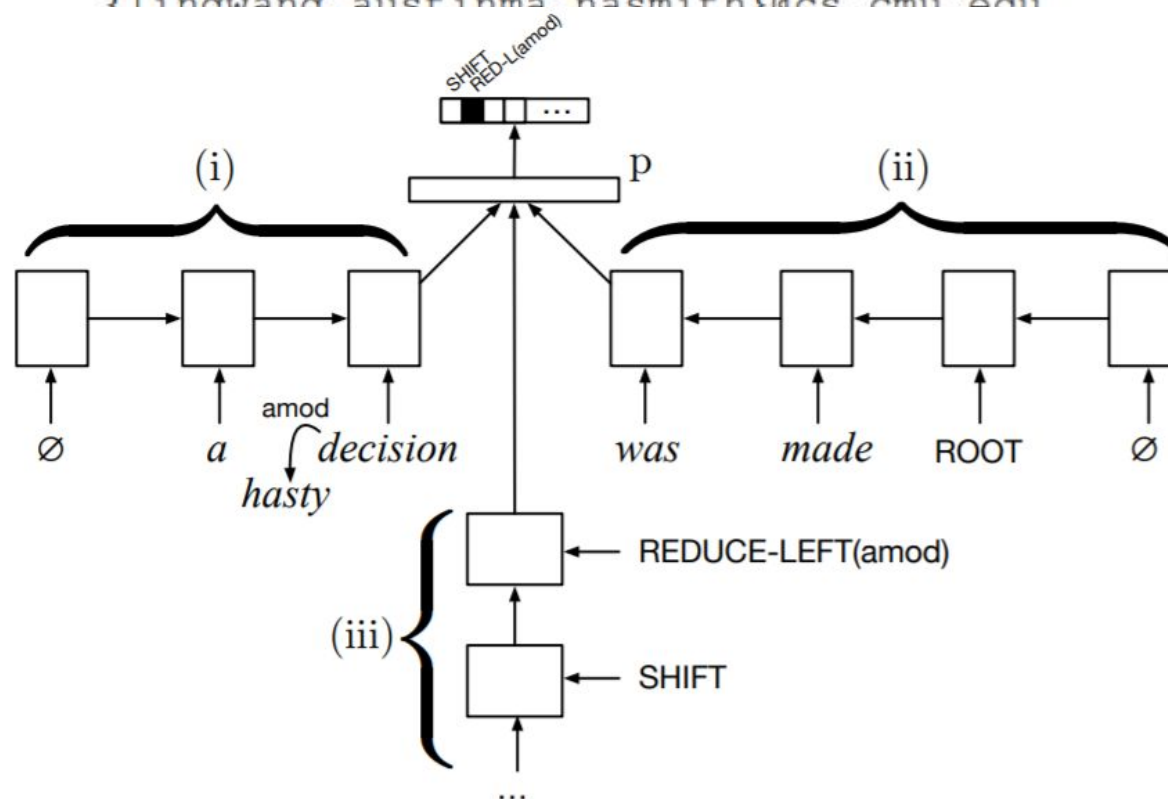 SHIFT
RED-L(amod)
...
p
(i)
(ii)
amod
∅ a decision was made ROOT ∅
hasty
REDUCE-LEFT(amod)
(iii)
SHIFT
...